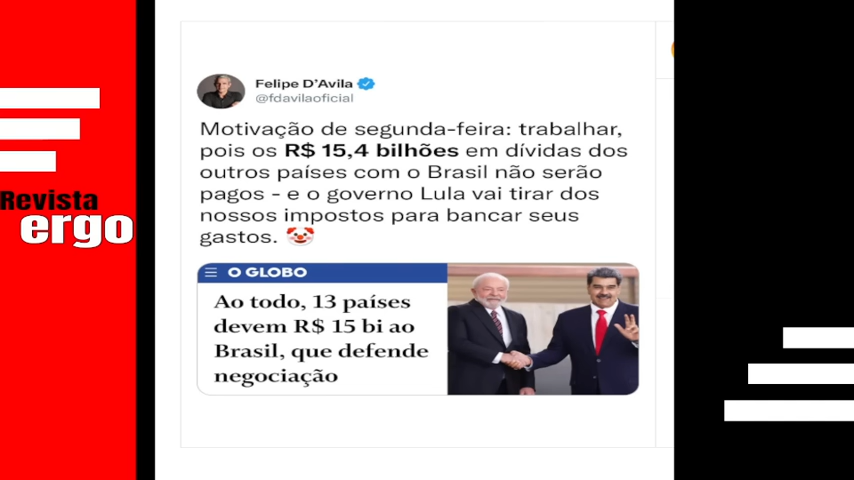 Revista
ergo
Felipe D'Avila
@fdavilaoficial
Motivação de segunda-feira: trabalhar,
pois os R$ 15,4 bilhões em dívidas dos
outros países com o Brasil não serão
pagos - e o governo Lula vai tirar dos
nossos impostos para bancar seus
gastos. 🤡
O GLOBO
Ao todo, 13 países
devem R$ 15 bi ao
Brasil, que defende
negociação